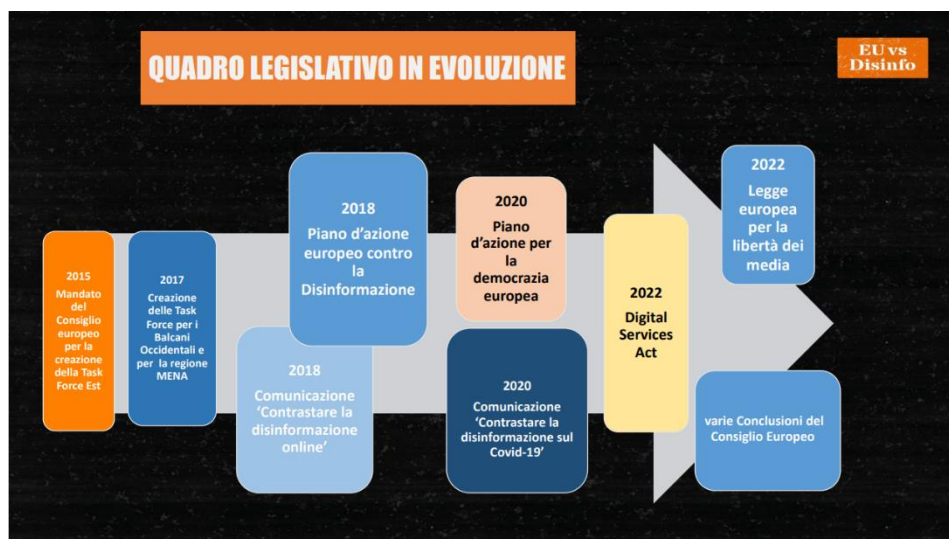 QUADRO LEGISLATIVO IN EVOLUZIONE
EU vs
Disinfo
2015
Mandato
del
Consiglio
europeo
per la
creazione
della Task
Force Est
2017
Creazione
delle Task
Force per i
Balcani
Occidentali e
per la regione
MENA
2018
Piano d’azione
europeo contro
la
Disinformazione
2018
Comunicazione
‘Contrastare la
disinformazione
online’
2020
Piano
d’azione per
la
democrazia
europea
2020
Comunicazione
‘Contrastare la
disinformazione sul
Covid-19’
2022
Digital
Services
Act
2022
Legge
europea
per la
libertà dei
media
varie Conclusioni del
Consiglio Europeo